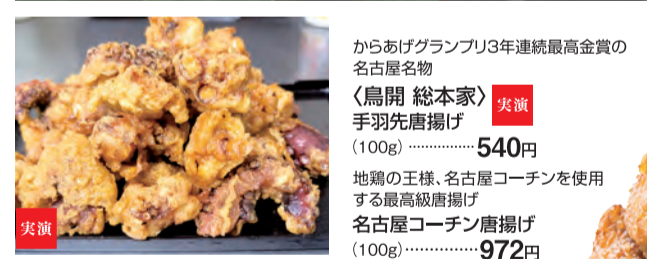 からあげグランプリ3年連続最高金賞の
名古屋名物
〈鳥開 総本家〉 実演
手羽先唐揚げ
(100g)················540円
地鶏の王様、名古屋コーチンを使用
する最高級唐揚げ
名古屋コーチン唐揚げ
(100g)···············972円
実演